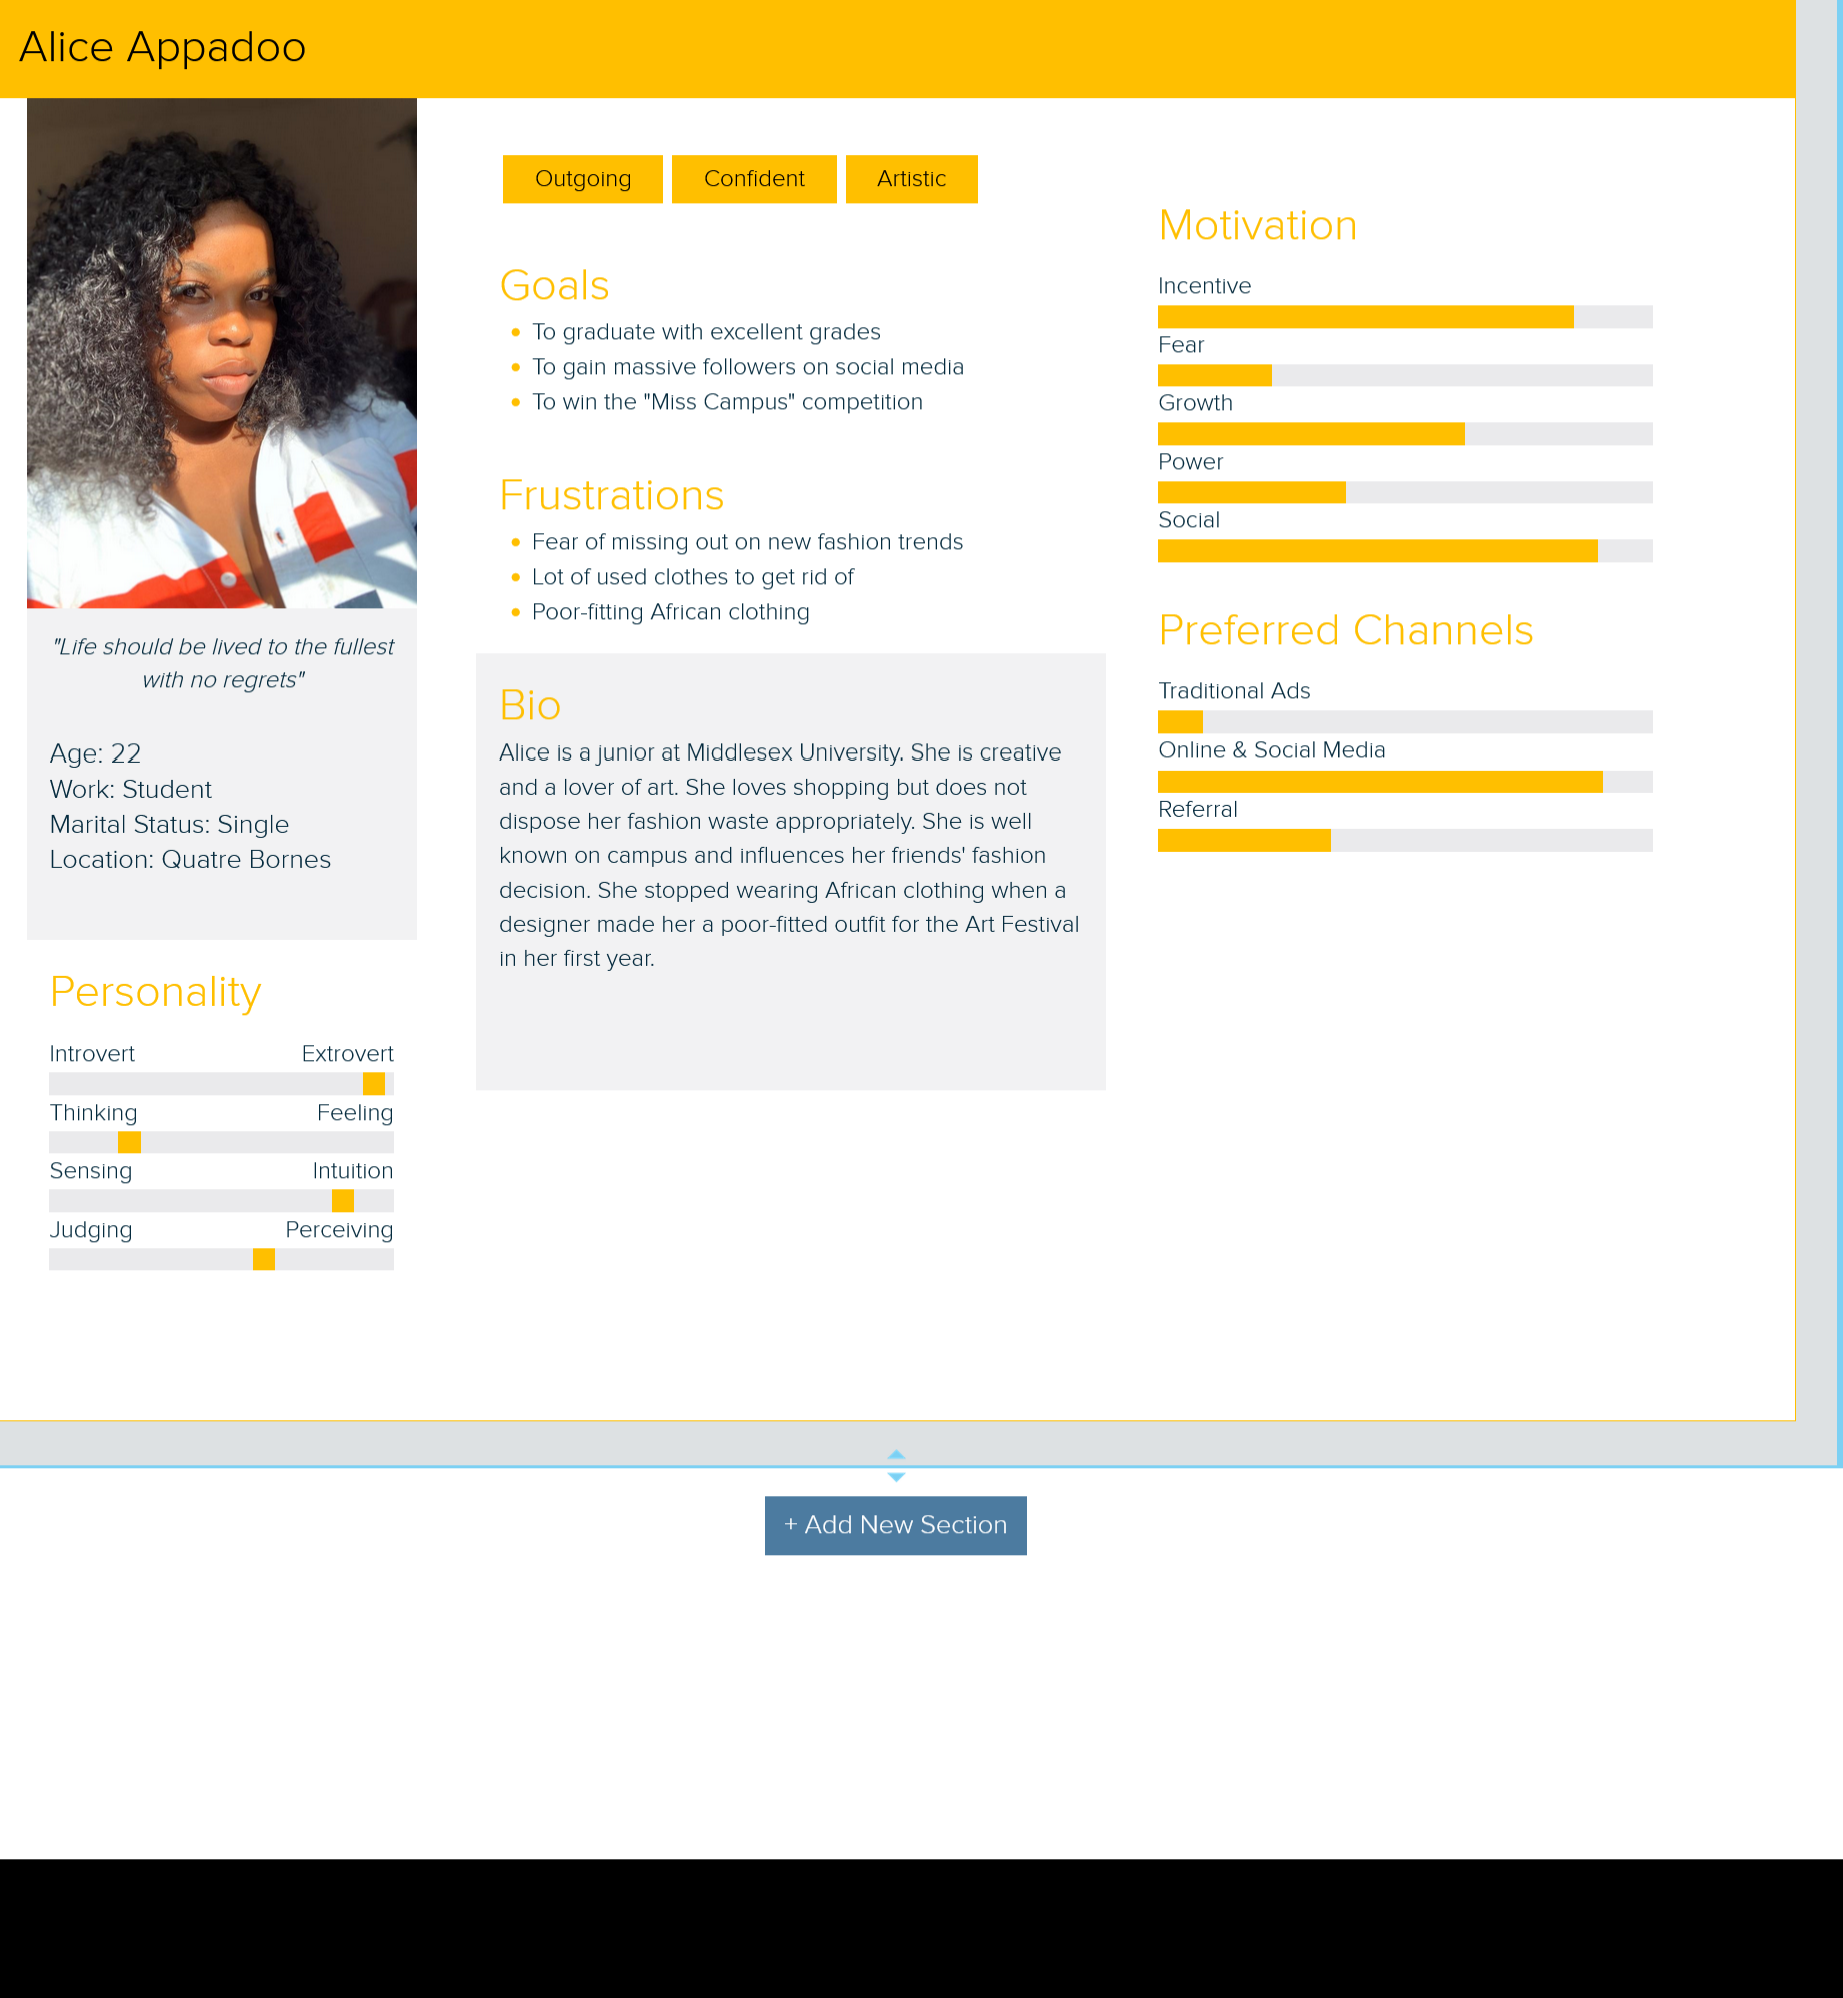 Alice Appadoo
"Life should be lived to the fullest
with no regrets"
Age: 22
Work: Student
Marital Status: Single
Location: Quatre Bornes
Personality
Introvert Extrovert
Thinking Feeling
Sensing Intuition
Judging Perceiving
Outgoing Confident Artistic
Goals
• To graduate with excellent grades
• To gain massive followers on social media
• To win the "Miss Campus" competition
Frustrations
• Fear of missing out on new fashion trends
• Lot of used clothes to get rid of
• Poor-fitting African clothing
Bio
Alice is a junior at Middlesex University. She is creative
and a lover of art. She loves shopping but does not
dispose her fashion waste appropriately. She is well
known on campus and influences her friends' fashion
decision. She stopped wearing African clothing when a
designer made her a poor-fitted outfit for the Art Festival
in her first year.
Motivation
Incentive
Fear
Growth
Power
Social
Preferred Channels
Traditional Ads
Online & Social Media
Referral
+ Add New Section